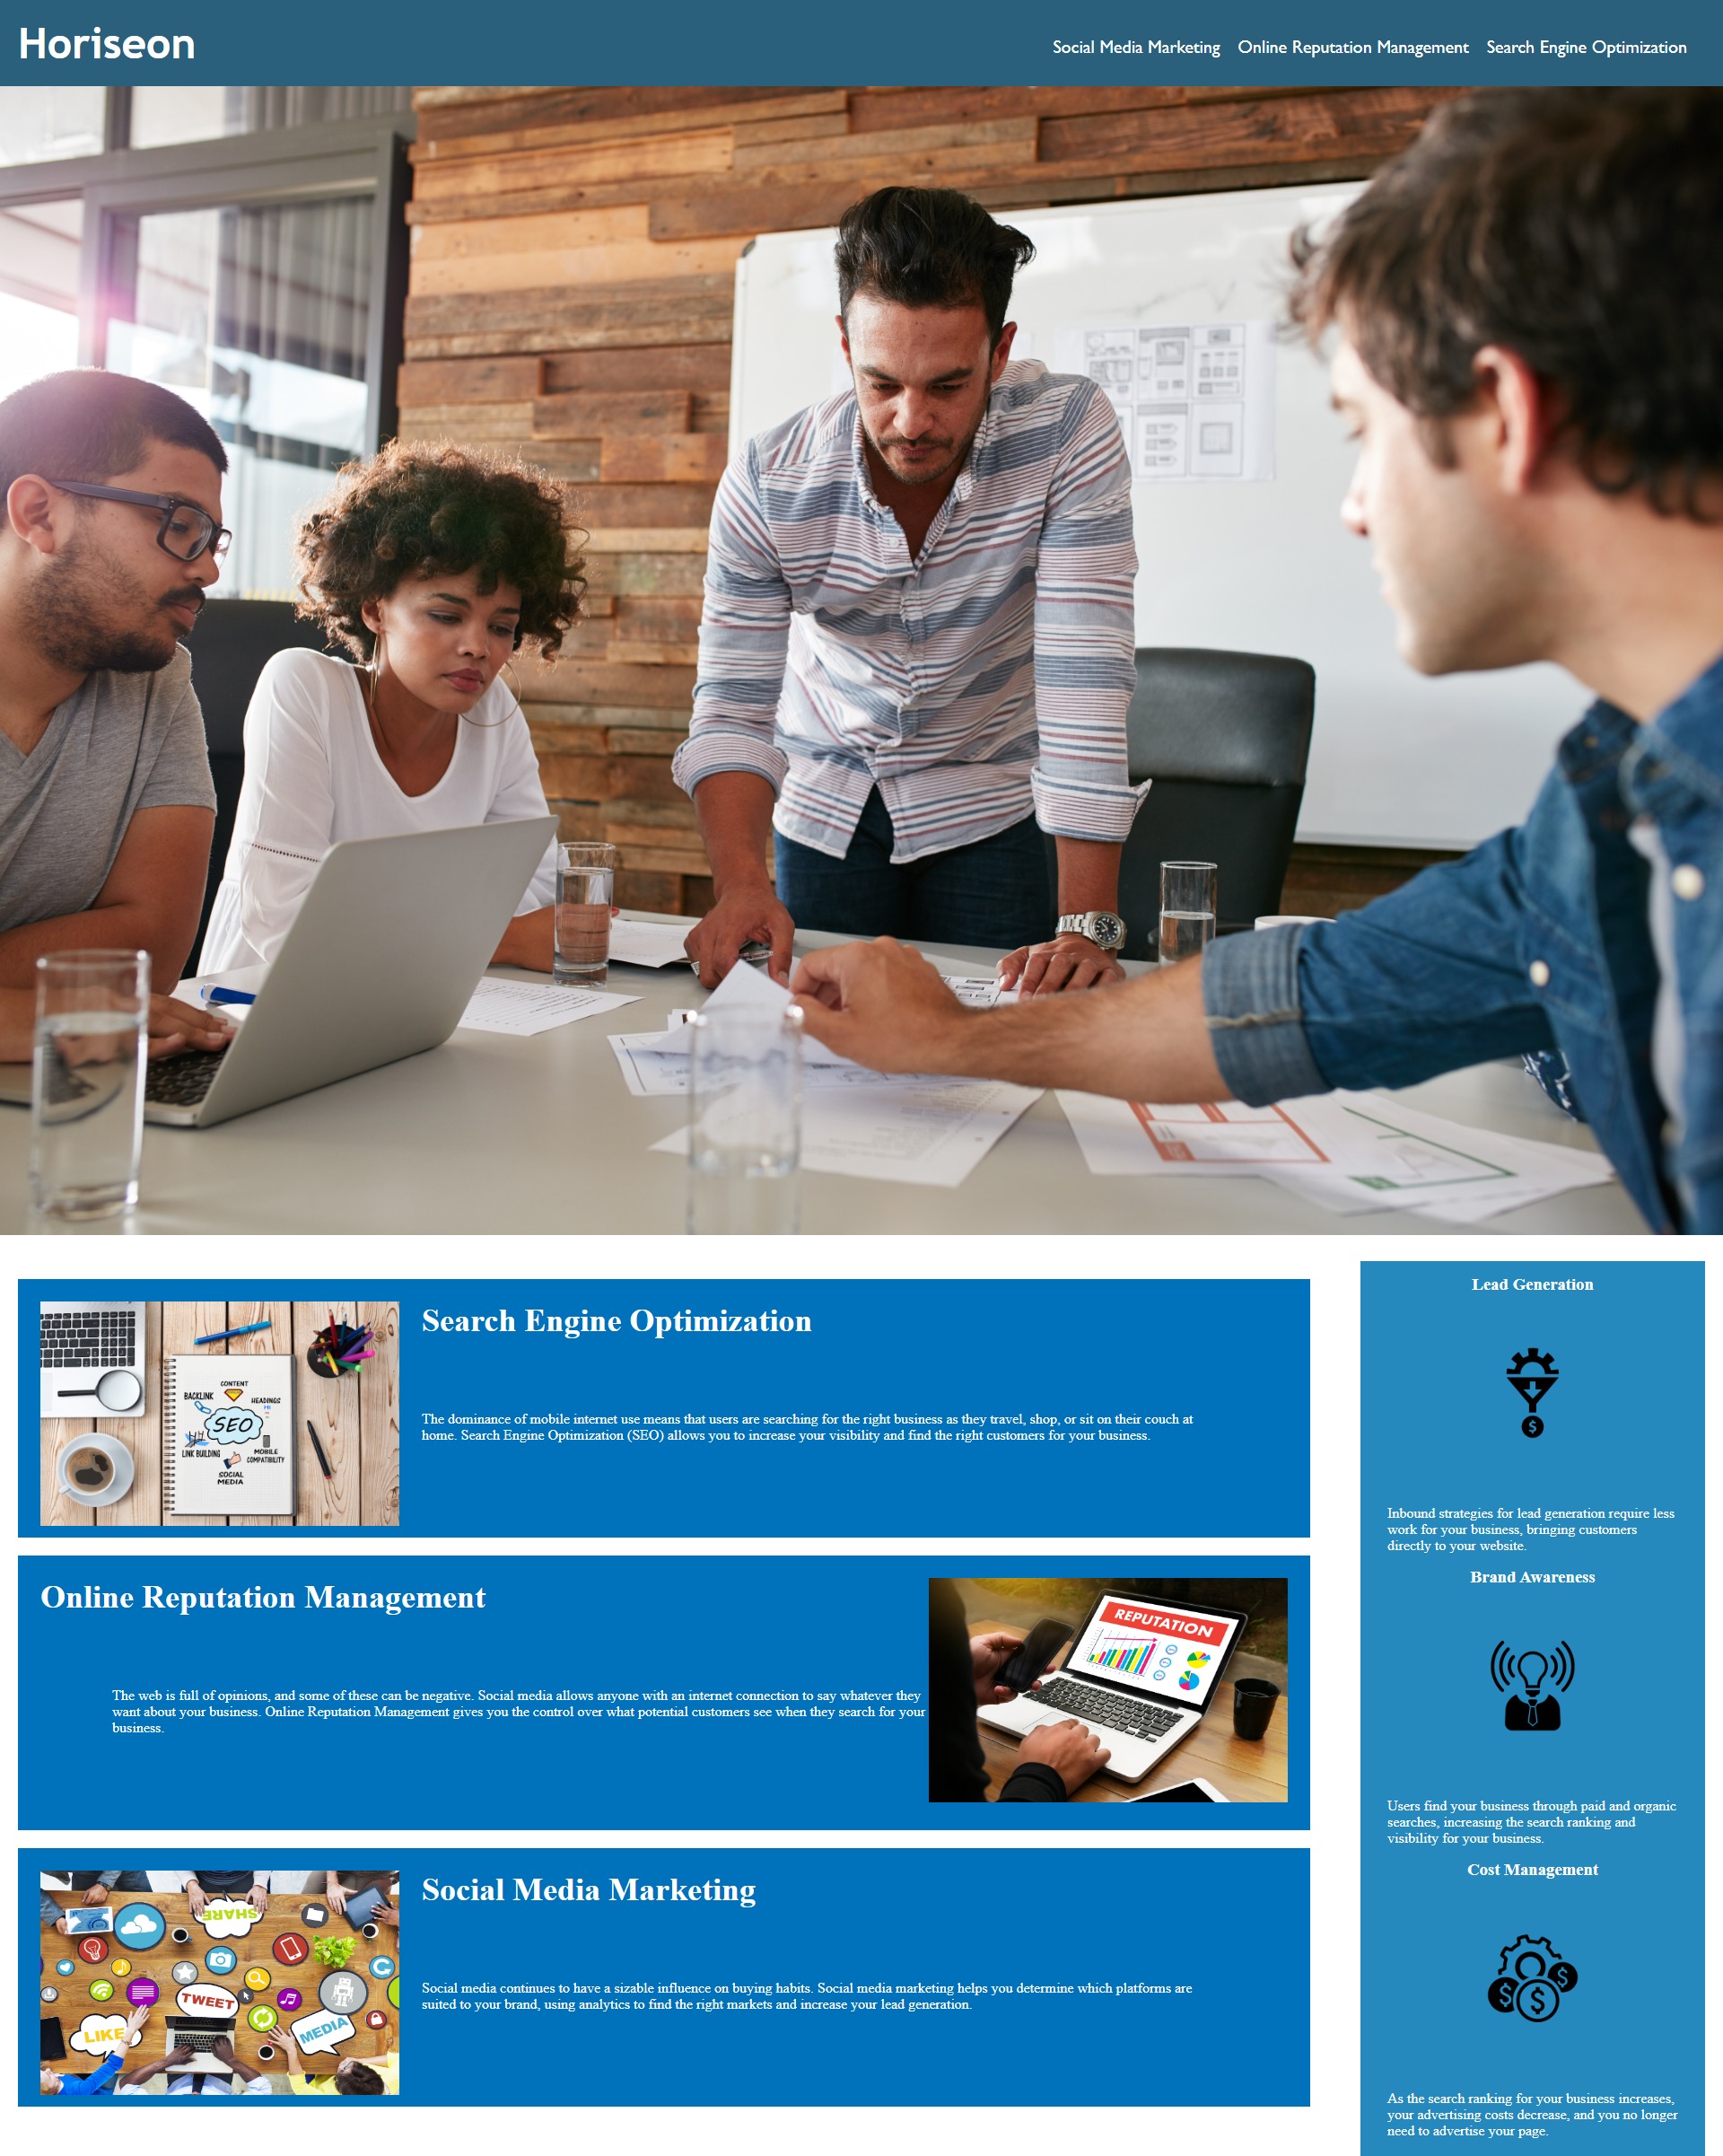 Horiseon
Social Media Marketing Online Reputation Management Search Engine Optimization
Search Engine Optimization
CONTENT
BACKLINK
HEADINGS
SEO
LINK BUILDING
MOBILE
COMPATIBILITY
SOCIAL
MEDIA
The dominance of mobile internet use means that users are searching for the right business as they travel, shop, or sit on their couch at
home. Search Engine Optimization (SEO) allows you to increase your visibility and find the right customers for your business.
Online Reputation Management
The web is full of opinions, and some of these can be negative. Social media allows anyone with an internet connection to say whatever they
want about your business. Online Reputation Management gives you the control over what potential customers see when they search for your
business.
REPUTATION
Social Media Marketing
SHARE
TWEET
LIKE
MEDIA
Social media continues to have a sizable influence on buying habits. Social media marketing helps you determine which platforms are
suited to your brand, using analytics to find the right markets and increase your lead generation.
Lead Generation
$
Inbound strategies for lead generation require less
work for your business, bringing customers
directly to your website.
Brand Awareness
Users find your business through paid and organic
searches, increasing the search ranking and
visibility for your business.
Cost Management
$
$ $
As the search ranking for your business increases,
your advertising costs decrease, and you no longer
need to advertise your page.